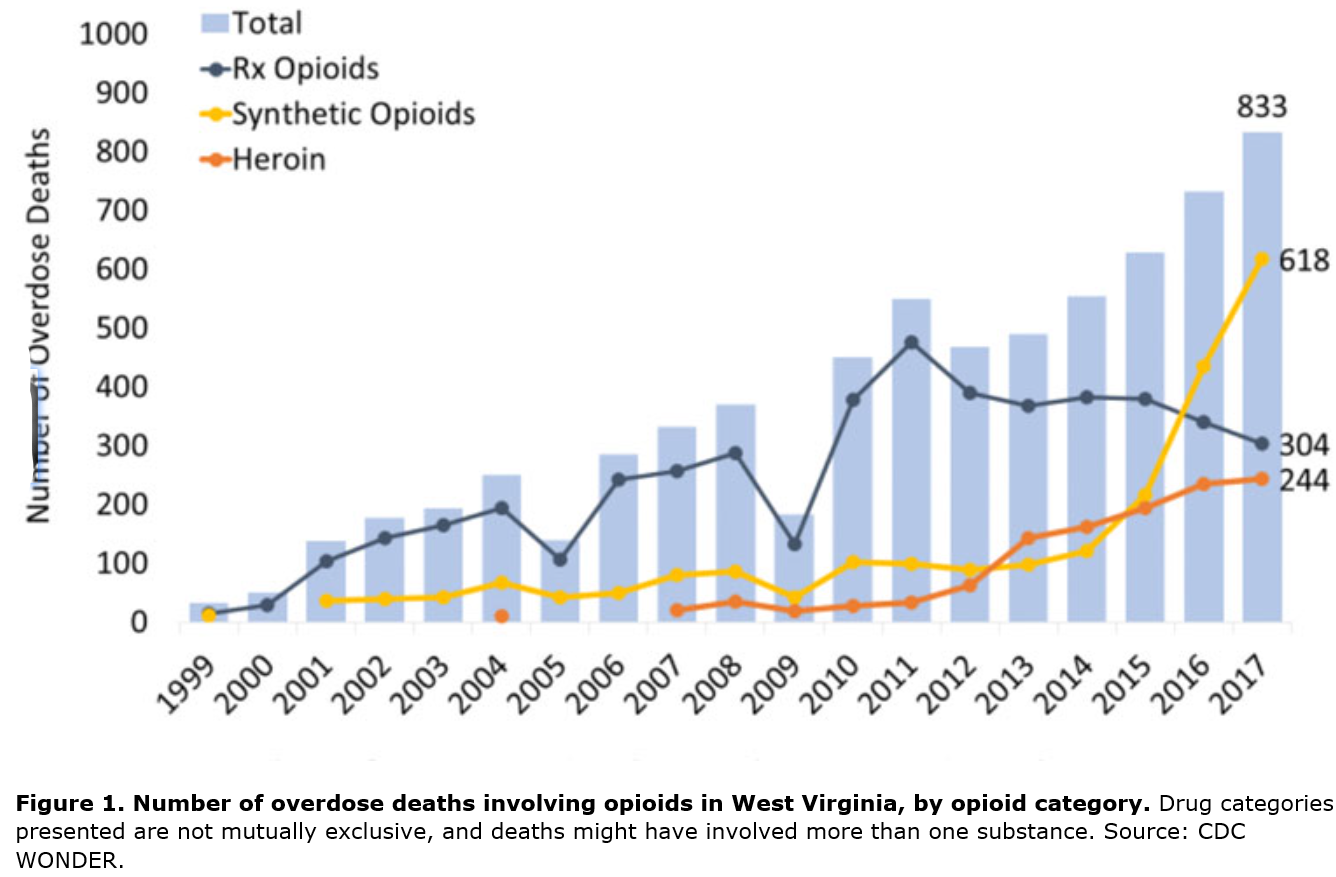 1000
900
800
700
600
500
400
300
200
100
0
Number of Overdose Deaths
Total
Rx Opioids
Synthetic Opioids
Heroin
833
618
304
244
1999 2000 2001 2002 2003 2004 2005 2006 2007 2008 2009 2010 2011 2012 2013 2014 2015 2016 2017
Figure 1. Number of overdose deaths involving opioids in West Virginia, by opioid category. Drug categories
presented are not mutually exclusive, and deaths might have involved more than one substance. Source: CDC
WONDER.